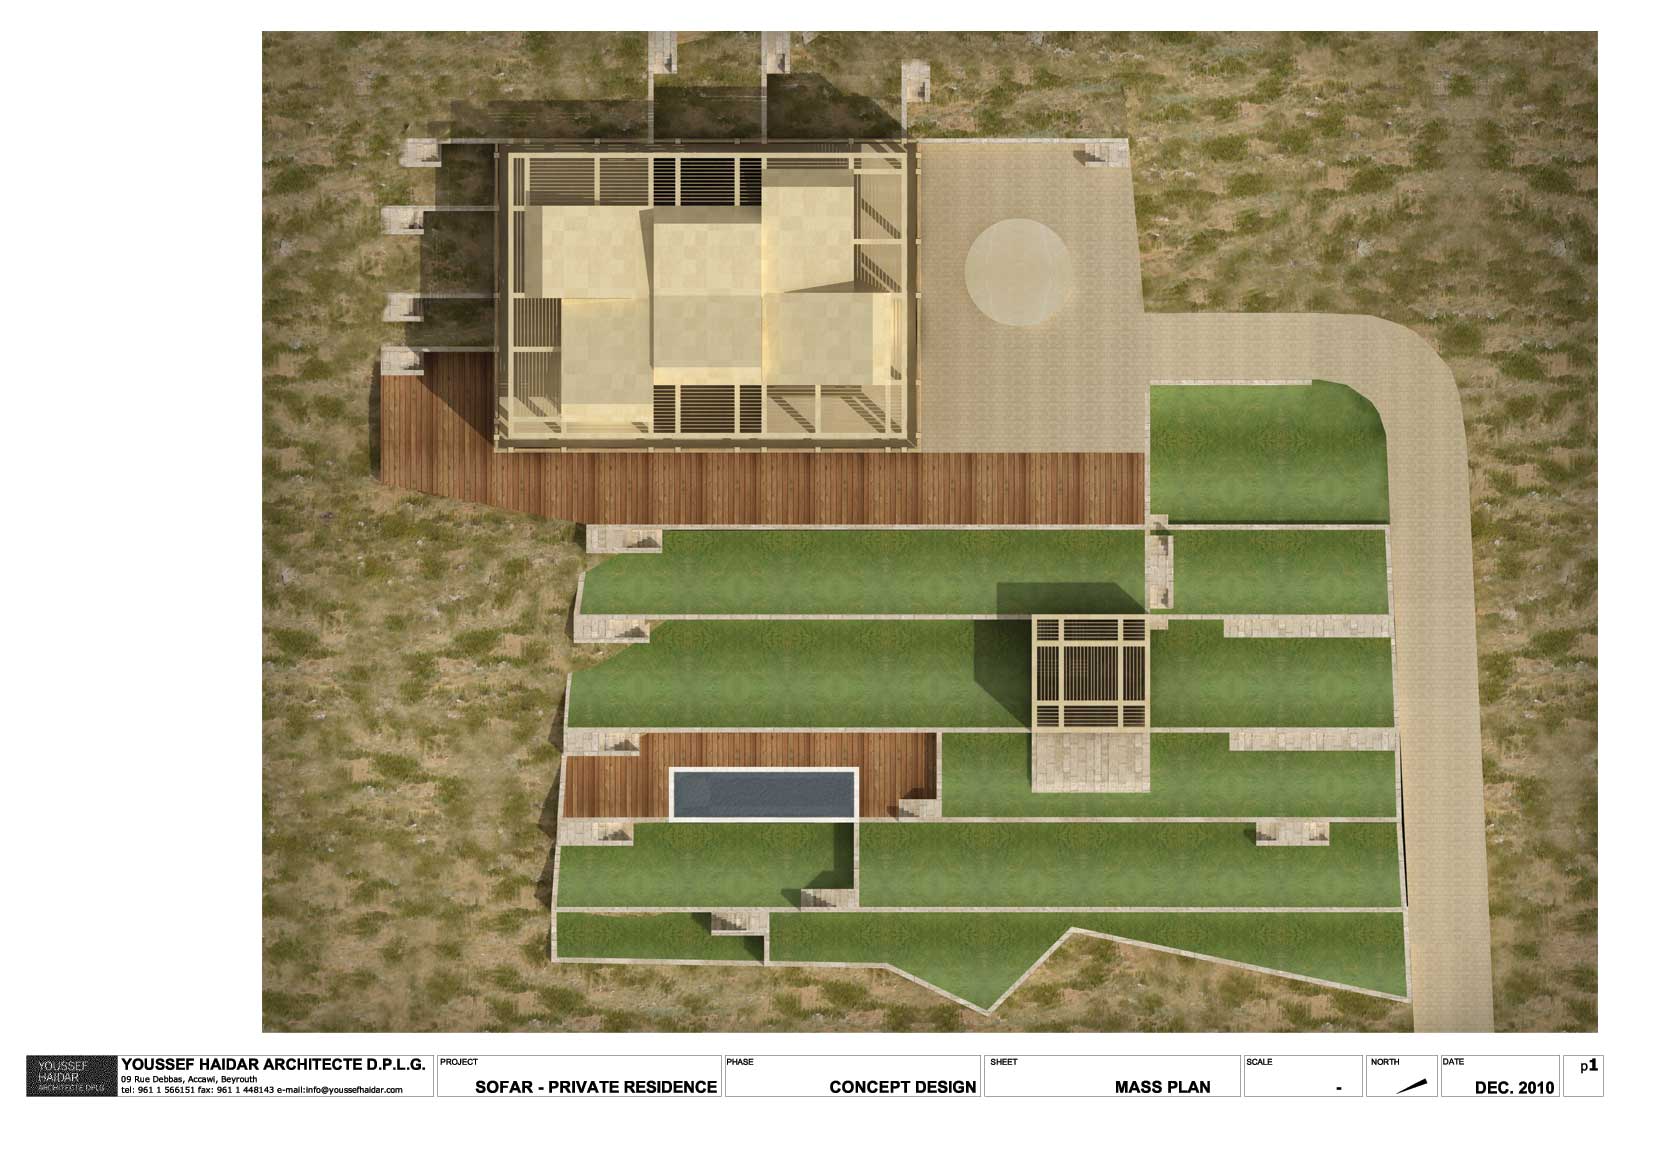 YOUSSEF
HAIDAR
ARCHITECTE DPLG
YOUSSEF HAIDAR ARCHITECTE D.P.L.G.
09 Rue Debbas, Accawi, Beyrouth
tel: 961 1 566151 fax: 961 1 448143 e-mail:info@youssefhaidar.com
PROJECT
SOFAR - PRIVATE RESIDENCE
PHASE
CONCEPT DESIGN
SHEET
MASS PLAN
SCALE
-
NORTH
DATE
DEC. 2010
p1